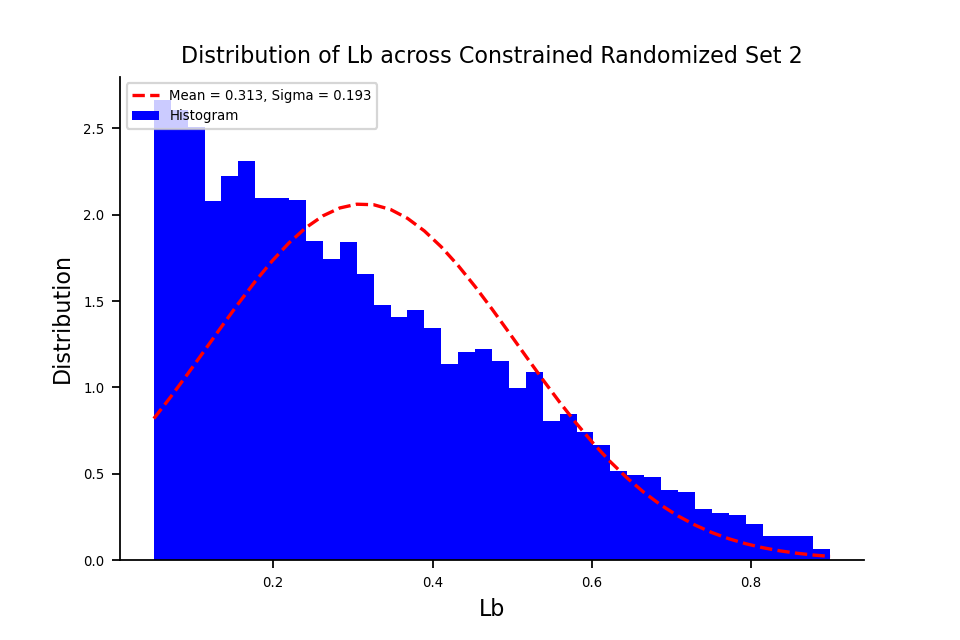 Distribution of Lb across Constrained Randomized Set 2
Mean = 0.313, Sigma = 0.193
Histogram
2.5
2.0
1.5
1.0
0.5
0.0
Distribution
0.2
0.4
0.6
0.8
Lb